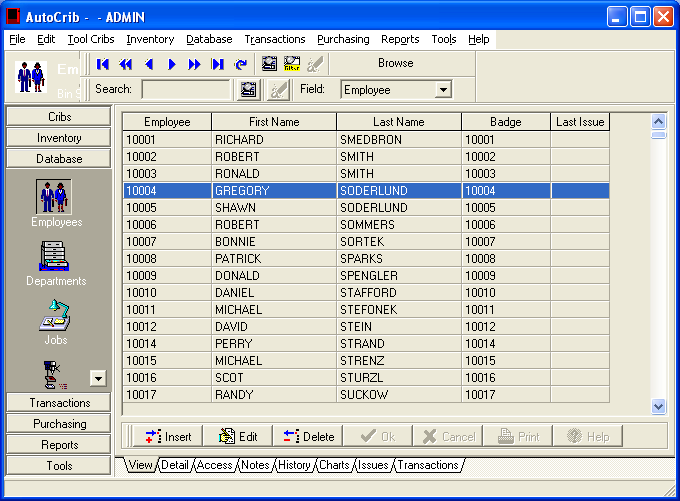 AutoCrib - - ADMIN
File Edit Tool Cribs Inventory Database Transactions Purchasing Reports Tools Help
Em
Bin S
Filter Browse
Search: Field: Employee
Cribs
Inventory
Database
Employees
Departments
Jobs
Transactions
Purchasing
Reports
Tools
Employee First Name Last Name Badge Last Issue
10001 RICHARD SMEDBRON 10001
10002 ROBERT SMITH 10002
10003 RONALD SMITH 10003
10004 GREGORY SODERLUND 10004
10005 SHAWN SODERLUND 10005
10006 ROBERT SOMMERS 10006
10007 BONNIE SORTEK 10007
10008 PATRICK SPARKS 10008
10009 DONALD SPENGLER 10009
10010 DANIEL STAFFORD 10010
10011 MICHAEL STEFONEK 10011
10012 DAVID STEIN 10012
10014 PERRY STRAND 10014
10015 MICHAEL STRENZ 10015
10016 SCOT STURZL 10016
10017 RANDY SUCKOW 10017
Insert Edit Delete Ok Cancel Print Help
View Detail Access Notes History Charts Issues Transactions